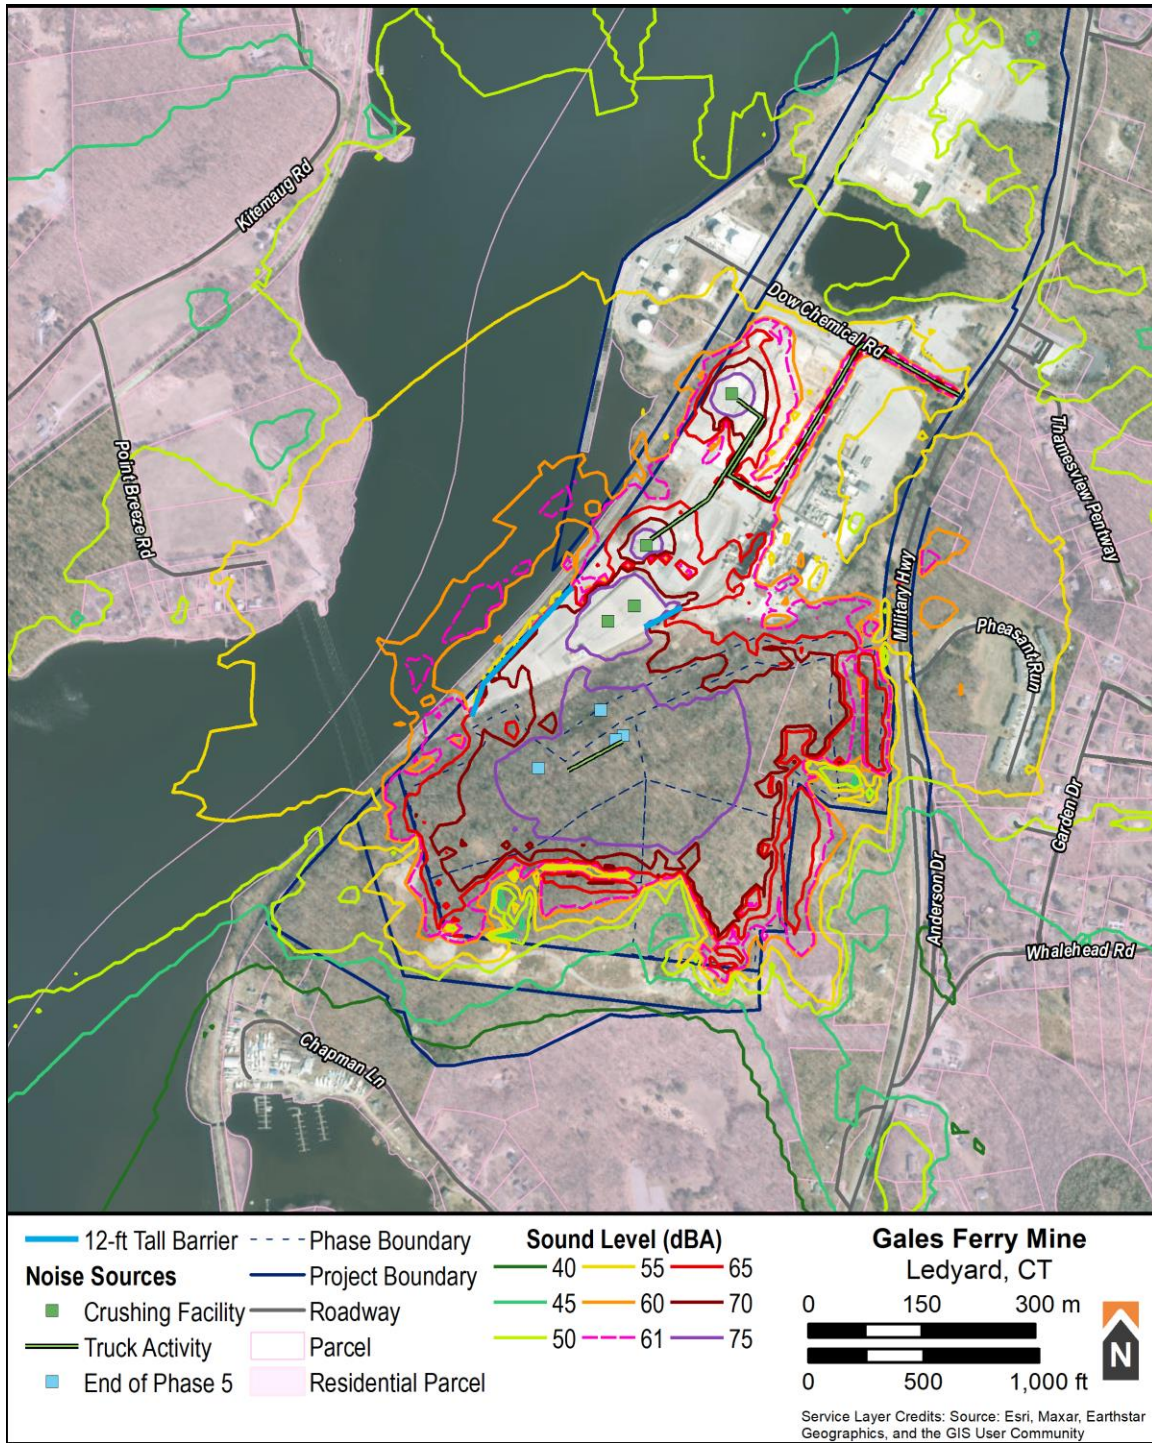 Kitemaug Rd
Dow Chemical Rd
Point Breeze Rd
Thamesview Pentway
Military Hwy
Pheasant Run
Garden Dr
Anderson Dr
Whalehead Rd
Chapman Ln
12-ft Tall Barrier
Phase Boundary
Noise Sources
Project Boundary
Crushing Facility
Roadway
Truck Activity
Parcel
End of Phase 5
Residential Parcel
Sound Level (dBA)
40 55 65
45 60 70
50 61 75
Gales Ferry Mine
Ledyard, CT
0 150 300 m
0 500 1,000 ft
N
Service Layer Credits: Source: Esri, Maxar, Earthstar
Geographics, and the GIS User Community